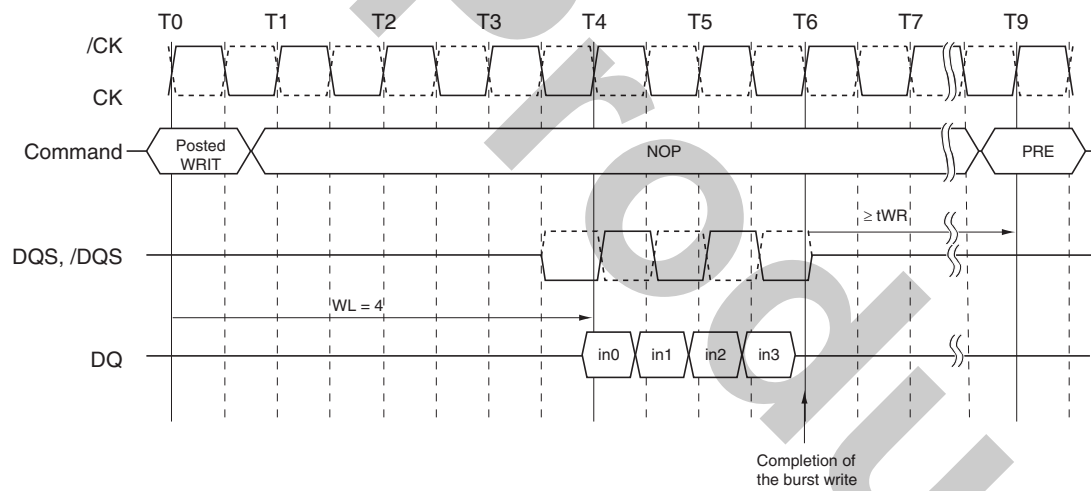 T0 T1 T2 T3 T4 T5 T6 T7 T9
/CK
CK
Command
Posted
WRIT
NOP
PRE
≥ tWR
DQS, /DQS
WL = 4
DQ
in0 in1 in2 in3
Completion of
the burst write